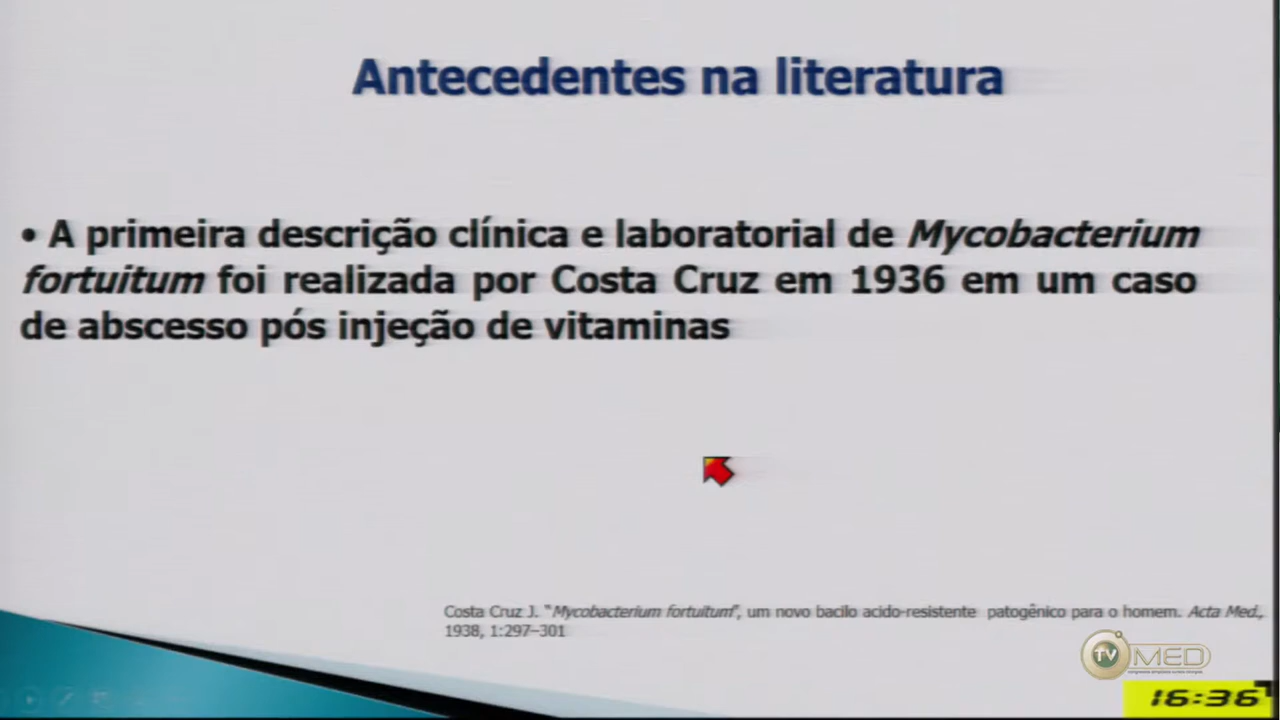 Antecedentes na literatura
• A primeira descrição clínica e laboratorial de Mycobacterium
fortuitum foi realizada por Costa Cruz em 1936 em um caso
de abscesso pós injeção de vitaminas
Costa Cruz J. "Mycobacterium fortuitum", um novo bacilo acido-resistente patogênico para o homem. Acta Med.,
1938, 1:297–301
TV MED
16:36